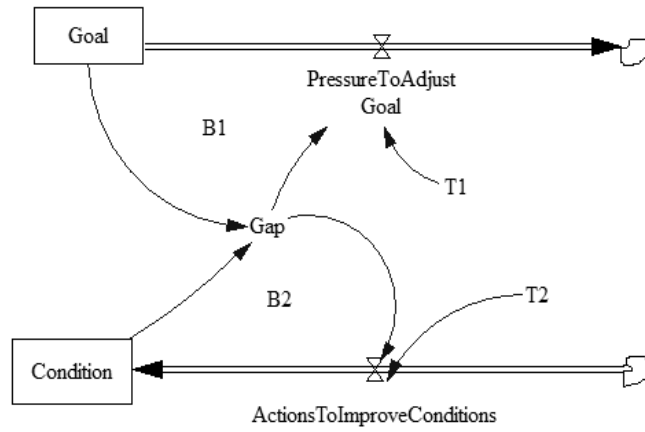 Goal
PressureToAdjust
Goal
B1
T1
Gap
B2
T2
Condition
ActionsToImproveConditions